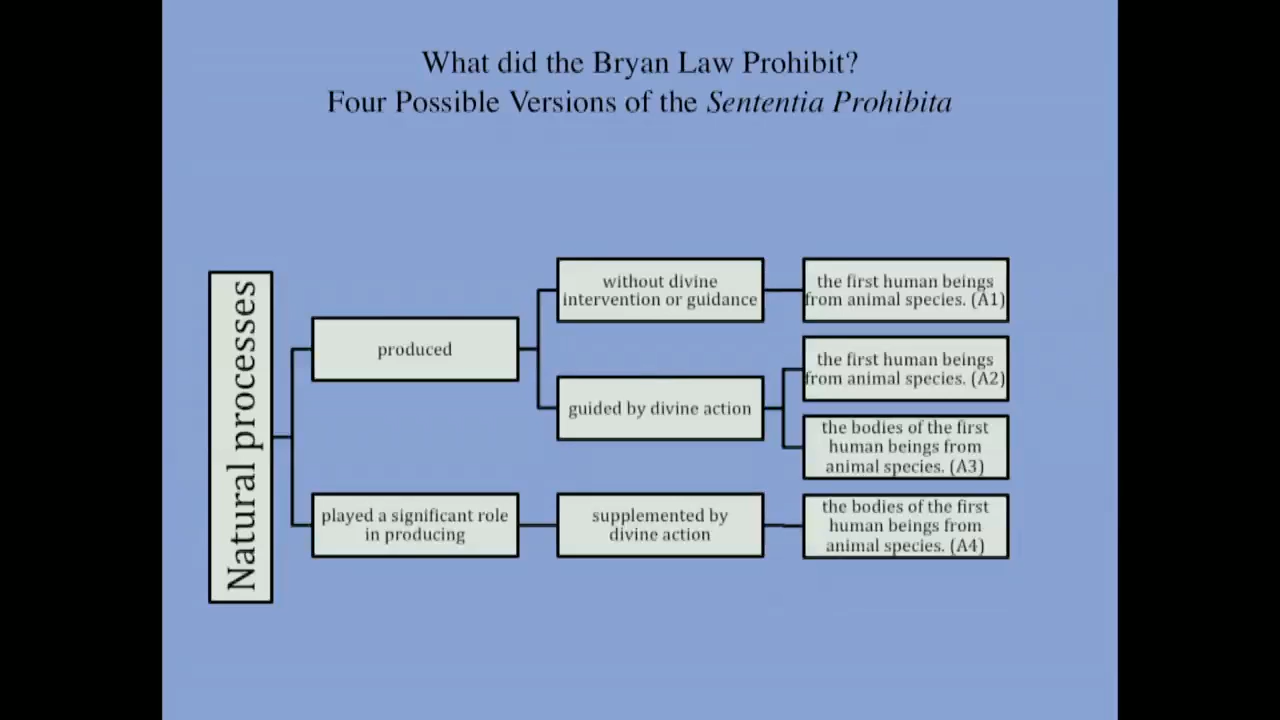 What did the Bryan Law Prohibit?
Four Possible Versions of the Sententia Prohibita
Natural processes
produced
without divine
intervention or guidance
the first human beings
from animal species. (A1)
guided by divine action
the first human beings
from animal species. (A2)
the bodies of the first
human beings from
animal species. (A3)
played a significant role
in producing
supplemented by
divine action
the bodies of the first
human beings from
animal species. (A4)